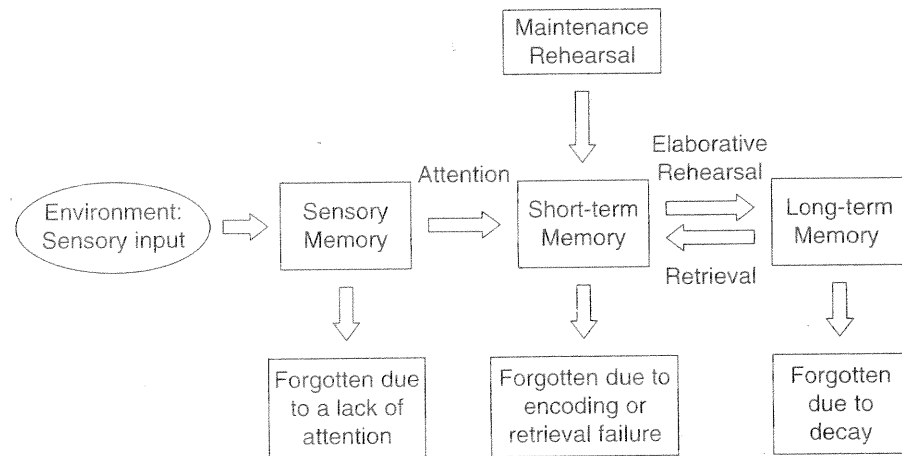 Maintenance
Rehearsal
Elaborative
Rehearsal
Attention
Environment:
Sensory input
Sensory
Memory
Short-term
Memory
Long-term
Memory
Retrieval
Forgotten due
to a lack of
attention
Forgotten due to
encoding or
retrieval failure
Forgotten
due to
decay